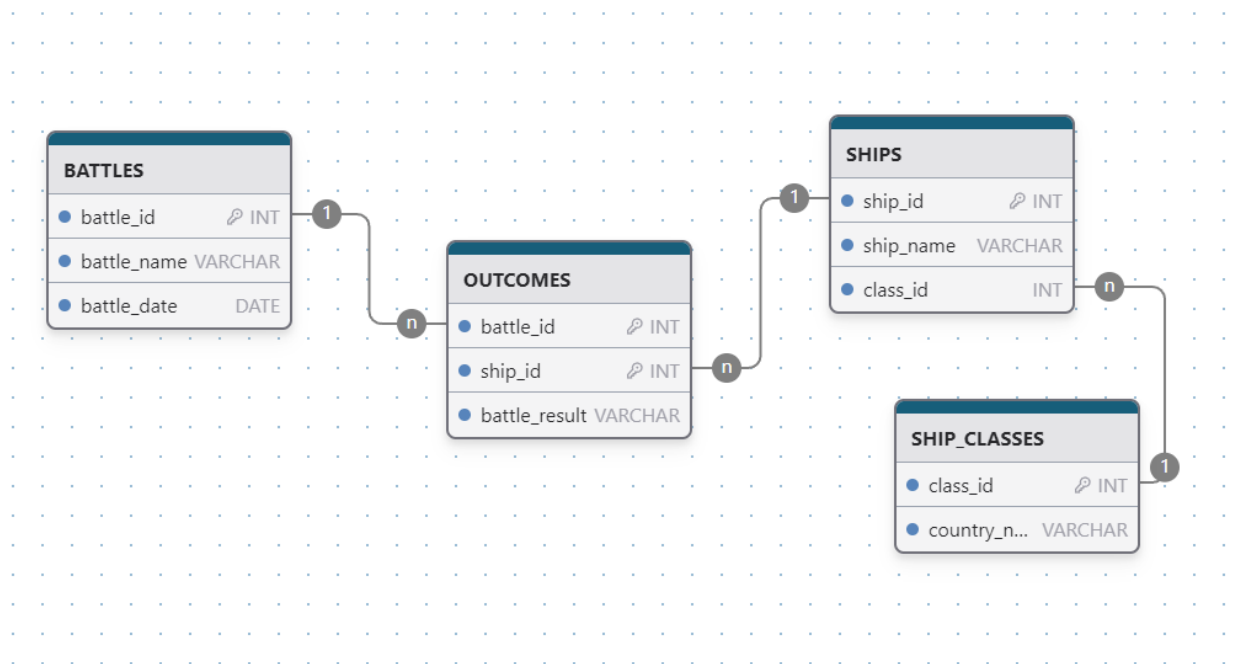 BATTLES
battle_id INT
battle_name VARCHAR
battle_date DATE
1
n
OUTCOMES
battle_id INT
ship_id INT
battle_result VARCHAR
1
n
SHIPS
ship_id INT
ship_name VARCHAR
class_id INT
n
1
SHIP_CLASSES
class_id INT
country_n... VARCHAR